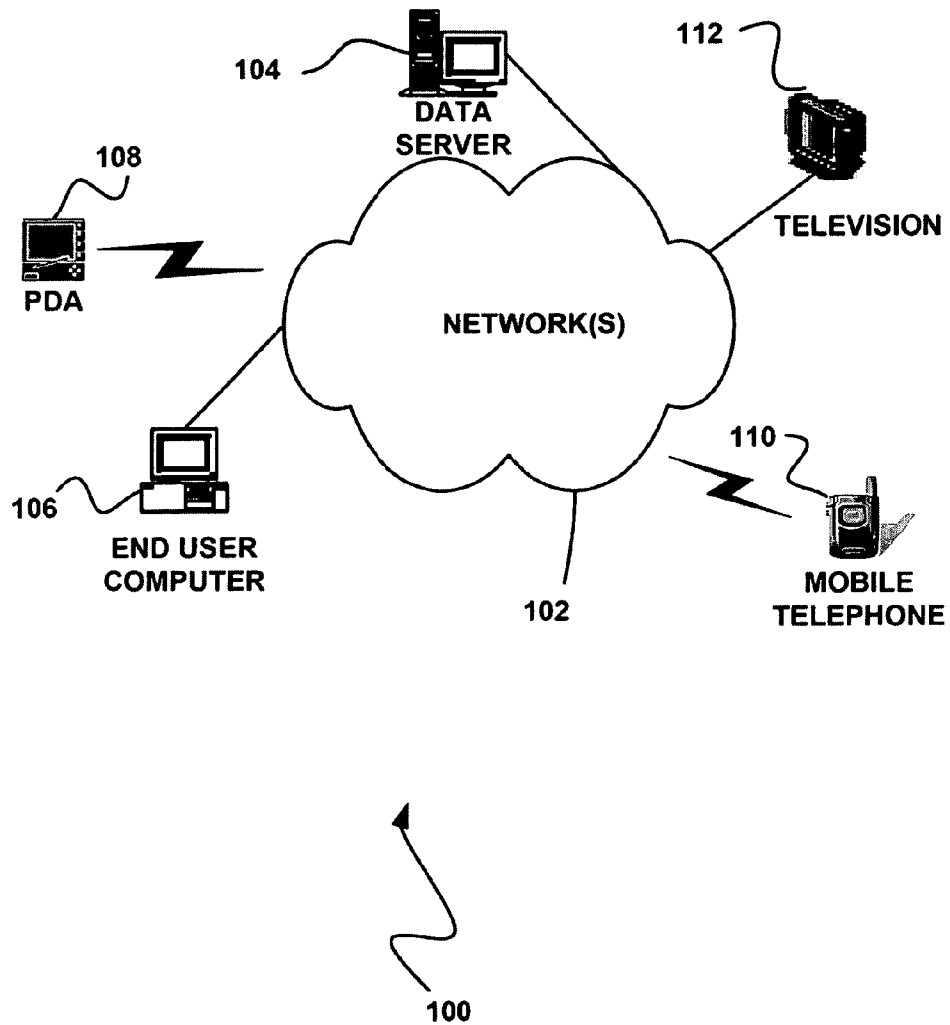 112
104
DATA
SERVER
108
TELEVISION
PDA
NETWORK(S)
110
106
END USER
COMPUTER
MOBILE
TELEPHONE
102
100